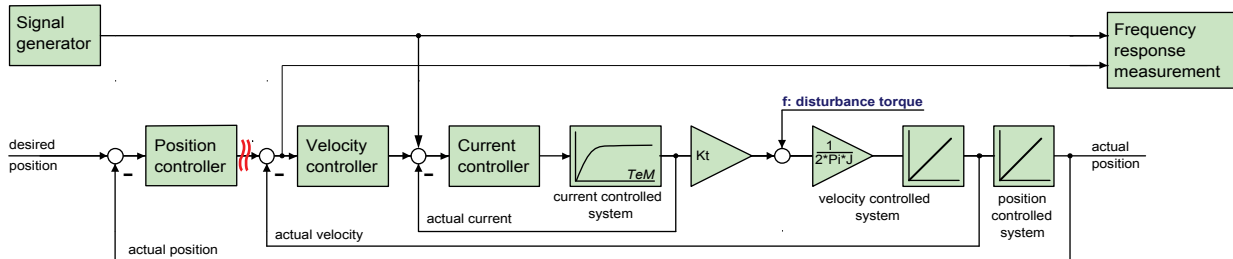 Signal
generator
Frequency
response
measurement
f: disturbance torque
desired
position
Position
controller
Velocity
controller
Current
controller
TeM
current controlled
system
Kt
1
2*Pi*J
velocity controlled
system
position
controlled
system
actual
position
actual current
actual velocity
actual position